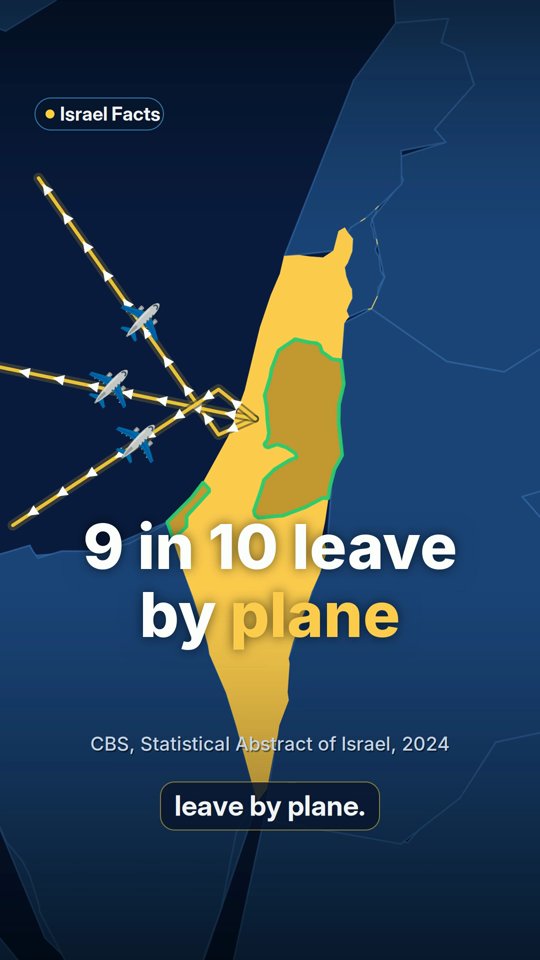 Israel Facts
9 in 10 leave
by plane
CBS, Statistical Abstract of Israel, 2024
leave by plane.